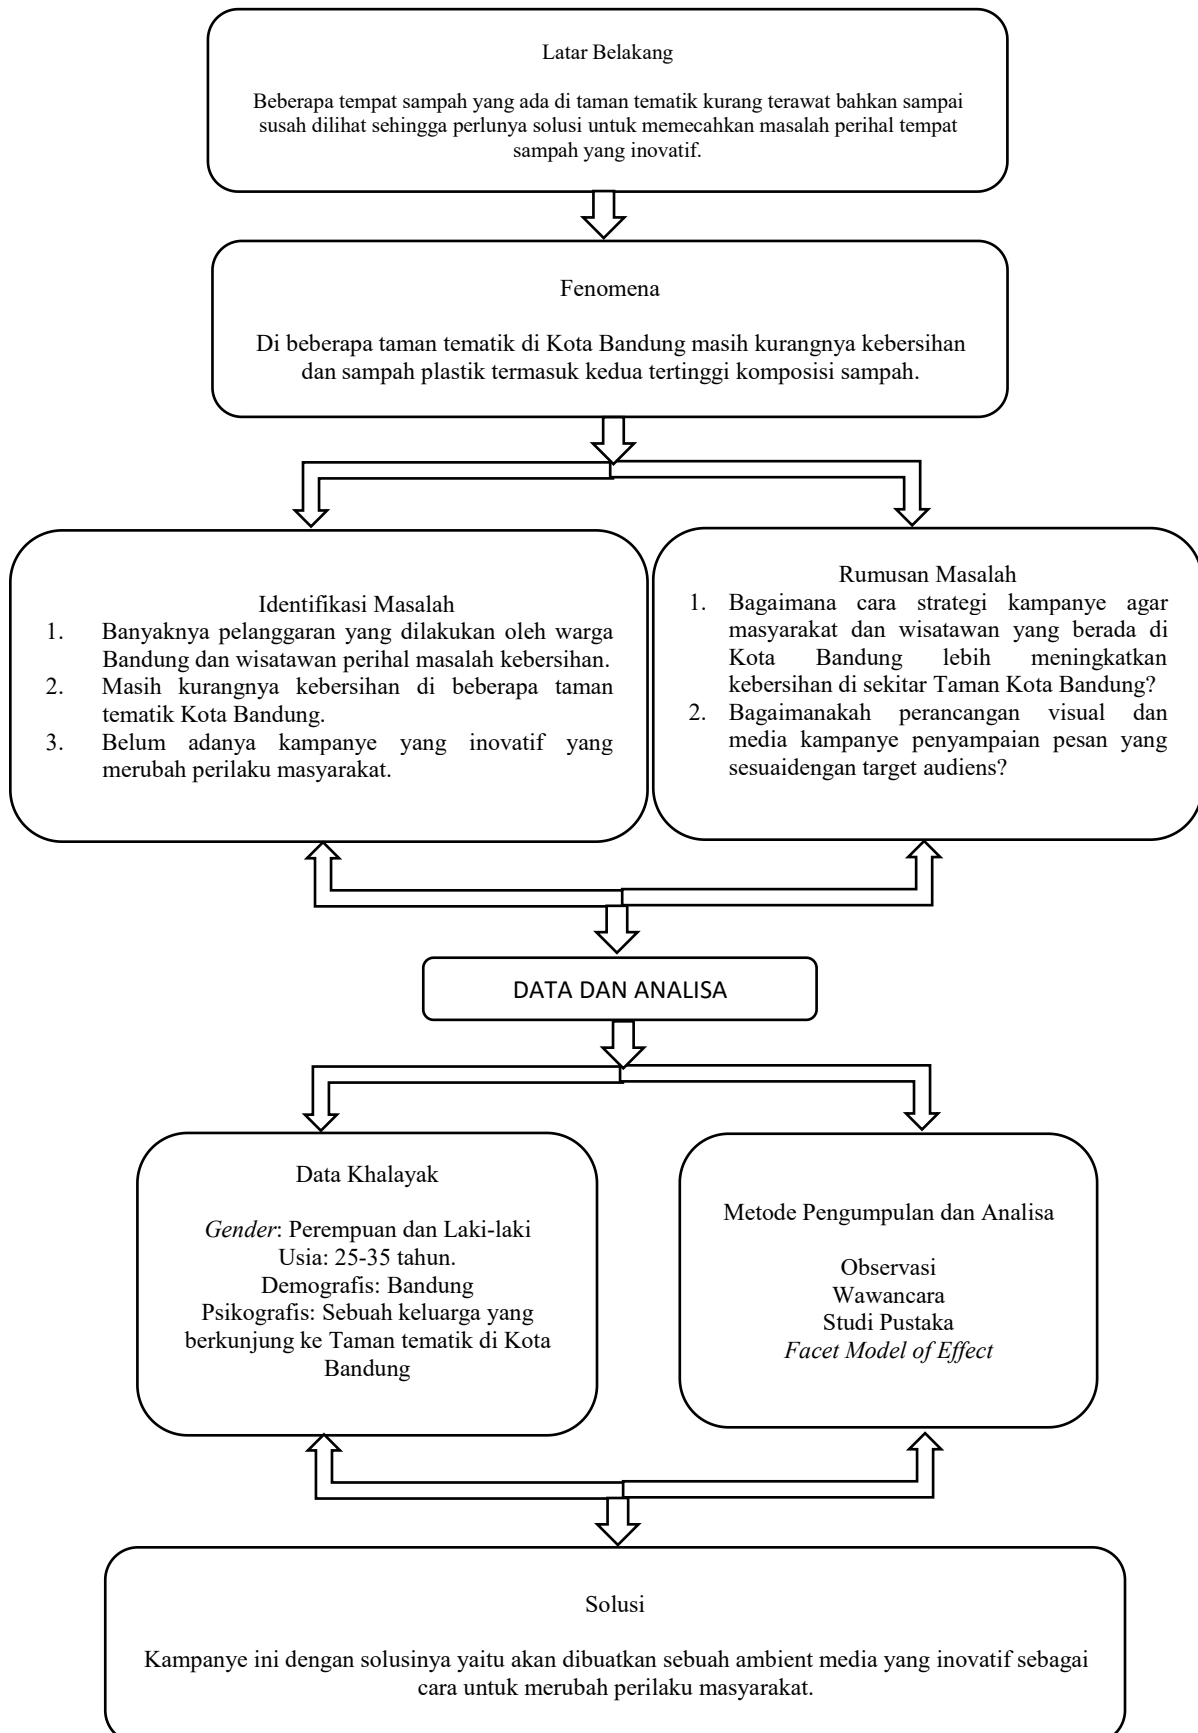 Latar Belakang
Beberapa tempat sampah yang ada di taman tematik kurang terawat bahkan sampai
susah dilihat sehingga perlunya solusi untuk memecahkan masalah perihal tempat
sampah yang inovatif.
Fenomena
Di beberapa taman tematik di Kota Bandung masih kurangnya kebersihan
dan sampah plastik termasuk kedua tertinggi komposisi sampah.
Identifikasi Masalah
1. Banyaknya pelanggaran yang dilakukan oleh warga
Bandung dan wisatawan perihal masalah kebersihan.
2. Masih kurangnya kebersihan di beberapa taman
tematik Kota Bandung.
3. Belum adanya kampanye yang inovatif yang
merubah perilaku masyarakat.
Rumusan Masalah
1. Bagaimana cara strategi kampanye agar
masyarakat dan wisatawan yang berada di
Kota Bandung lebih meningkatkan
kebersihan di sekitar Taman Kota Bandung?
2. Bagaimanakah perancangan visual dan
media kampanye penyampaian pesan yang
sesuaidengan target audiens?
DATA DAN ANALISA
Data Khalayak
Gender: Perempuan dan Laki-laki
Usia: 25-35 tahun.
Demografis: Bandung
Psikografis: Sebuah keluarga yang
berkunjung ke Taman tematik di Kota
Bandung
Metode Pengumpulan dan Analisa
Observasi
Wawancara
Studi Pustaka
Facet Model of Effect
Solusi
Kampanye ini dengan solusinya yaitu akan dibuatkan sebuah ambient media yang inovatif sebagai
cara untuk merubah perilaku masyarakat.